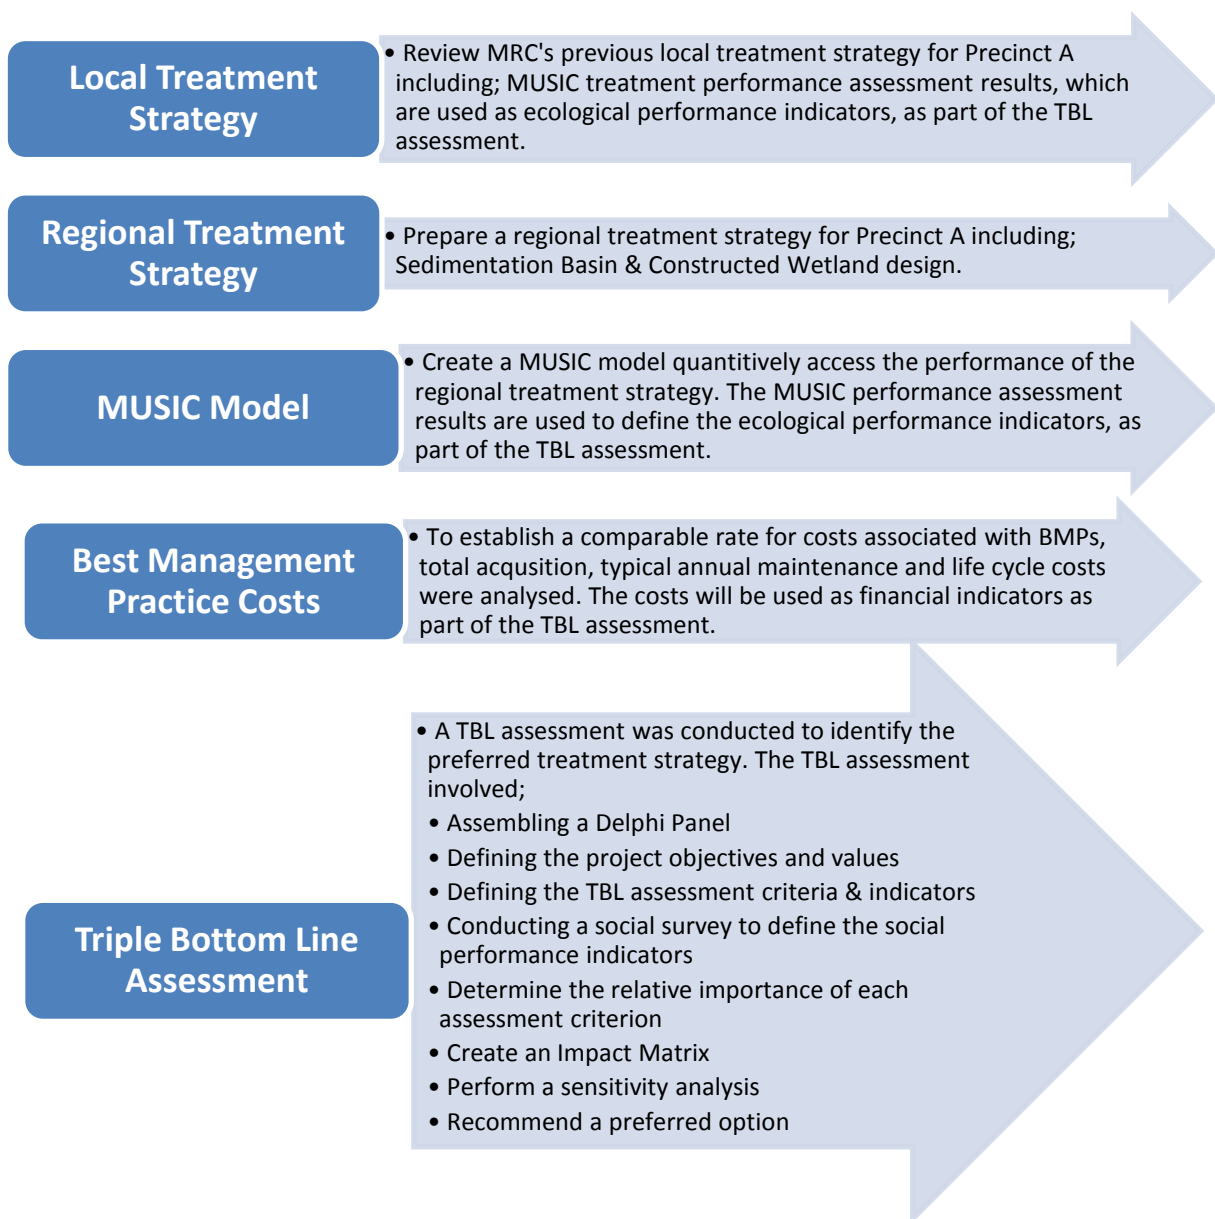 Local Treatment
Strategy
• Review MRC's previous local treatment strategy for Precinct A
including; MUSIC treatment performance assessment results, which
are used as ecological performance indicators, as part of the TBL
assessment.
Regional Treatment
Strategy
• Prepare a regional treatment strategy for Precinct A including;
Sedimentation Basin & Constructed Wetland design.
MUSIC Model
• Create a MUSIC model quantitively access the performance of the
regional treatment strategy. The MUSIC performance assessment
results are used to define the ecological performance indicators, as
part of the TBL assessment.
Best Management
Practice Costs
• To establish a comparable rate for costs associated with BMPs,
total acqusition, typical annual maintenance and life cycle costs
were analysed. The costs will be used as financial indicators as
part of the TBL assessment.
Triple Bottom Line
Assessment
• A TBL assessment was conducted to identify the
preferred treatment strategy. The TBL assessment
involved;
• Assembling a Delphi Panel
• Defining the project objectives and values
• Defining the TBL assessment criteria & indicators
• Conducting a social survey to define the social
performance indicators
• Determine the relative importance of each
assessment criterion
• Create an Impact Matrix
• Perform a sensitivity analysis
• Recommend a preferred option